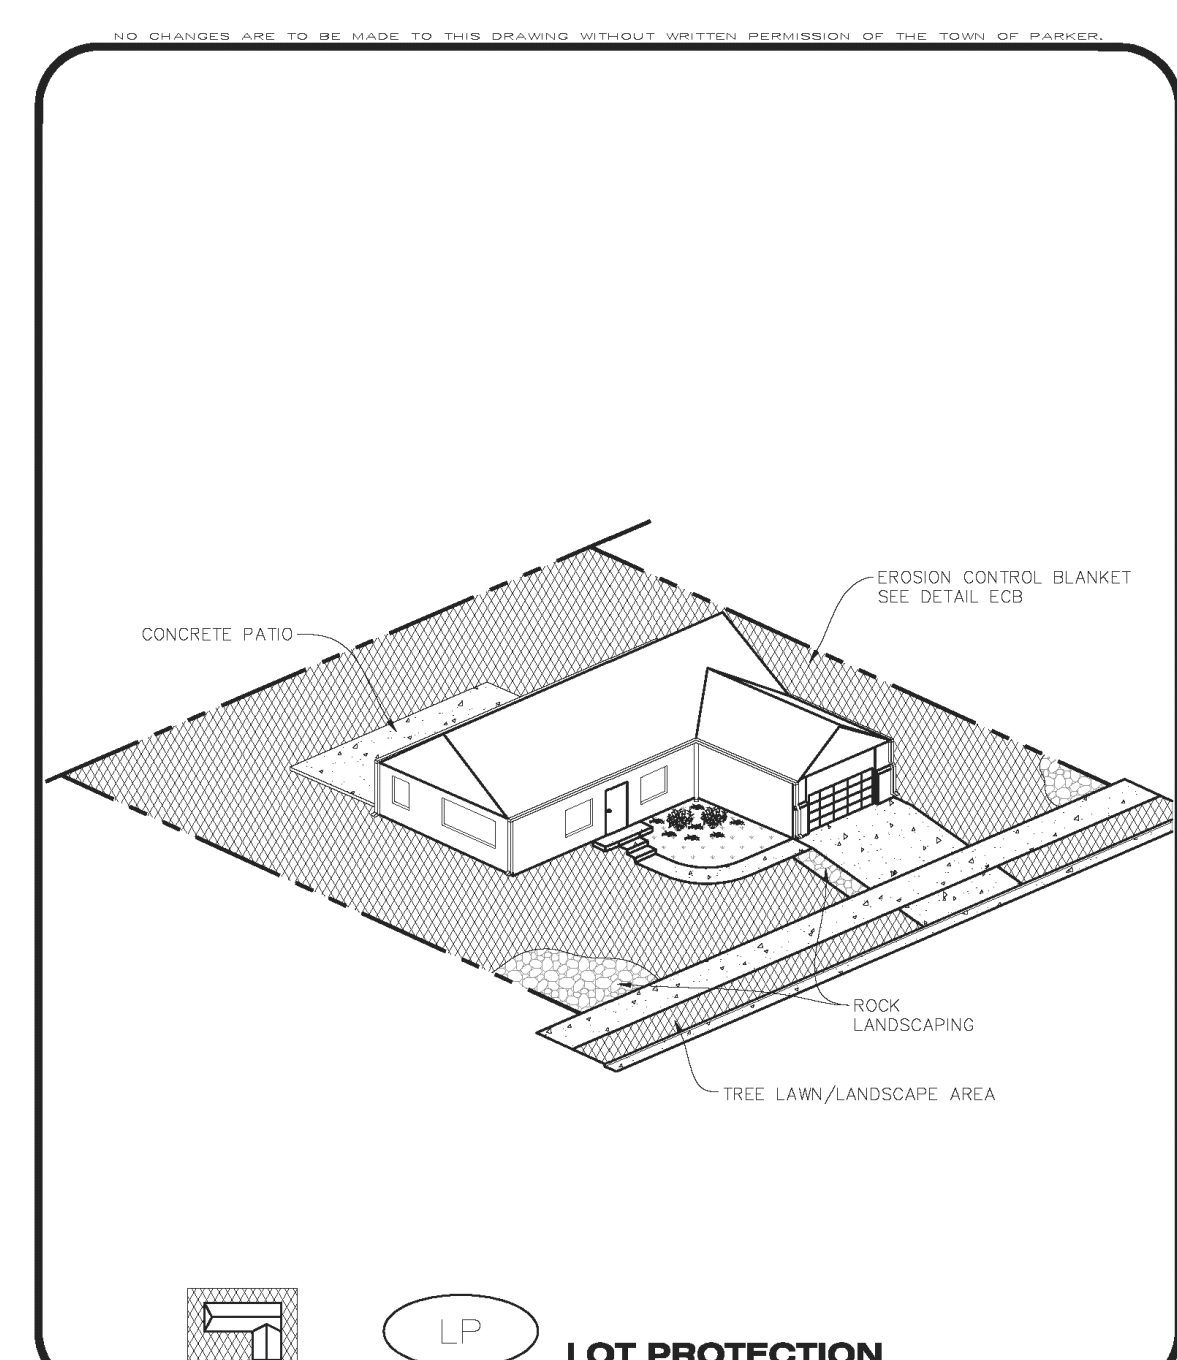 NO CHANGES ARE TO BE MADE TO THIS DRAWING WITHOUT WRITTEN PERMISSION OF THE TOWN OF PARKER.
EROSION CONTROL BLANKET
SEE DETAIL ECB
CONCRETE PATIO
ROCK
LANDSCAPING
TREE LAWN/LANDSCAPE AREA
LP
LOT PROTECTION